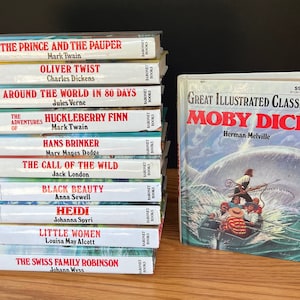 THE PRINCE AND THE PAUPER
Mark Twain
OLIVER TWIST
Charles Dickens
AROUND THE WORLD IN 80 DAYS
Jules Verne
THE ADVENTURES OF HUCKLEBERRY FINN
Mark Twain
HANS BRINKER
Mary Mapes Dodge
THE CALL OF THE WILD
Jack London
BLACK BEAUTY
Anna Sewell
HEIDI
Johanna Spyri
LITTLE WOMEN
Louisa May Alcott
THE SWISS FAMILY ROBINSON
Johann Wyss
GREAT ILLUSTRATED CLASS
MOBY DIC
Herman Melville